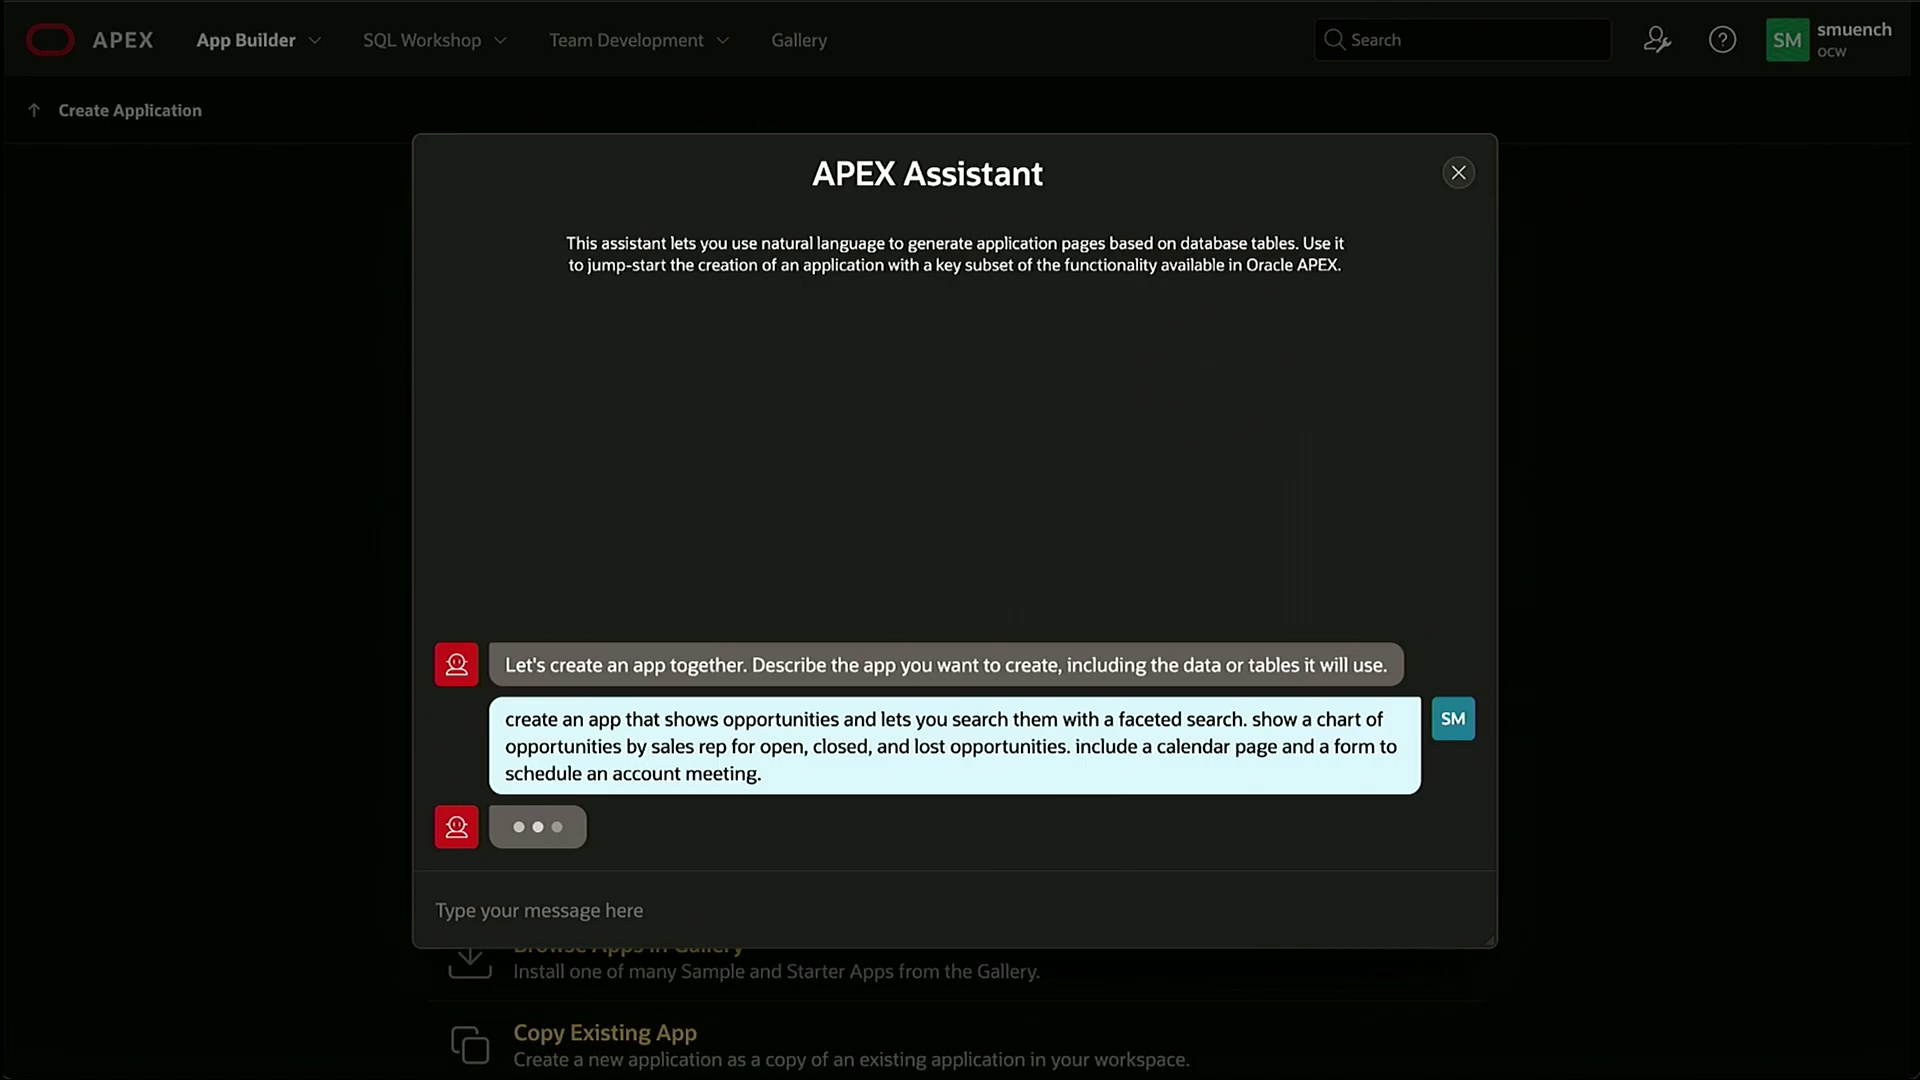 APEX
App Builder
SQL Workshop
Team Development
Gallery
Search
SM
smuench
ocw
Create Application
APEX Assistant
This assistant lets you use natural language to generate application pages based on database tables. Use it
to jump-start the creation of an application with a key subset of the functionality available in Oracle APEX.
Let's create an app together. Describe the app you want to create, including the data or tables it will use.
create an app that shows opportunities and lets you search them with a faceted search. show a chart of
opportunities by sales rep for open, closed, and lost opportunities. include a calendar page and a form to
schedule an account meeting.
SM
Type your message here
Browse Apps in Gallery
Install one of many Sample and Starter Apps from the Gallery.
Copy Existing App
Create a new application as a copy of an existing application in your workspace.